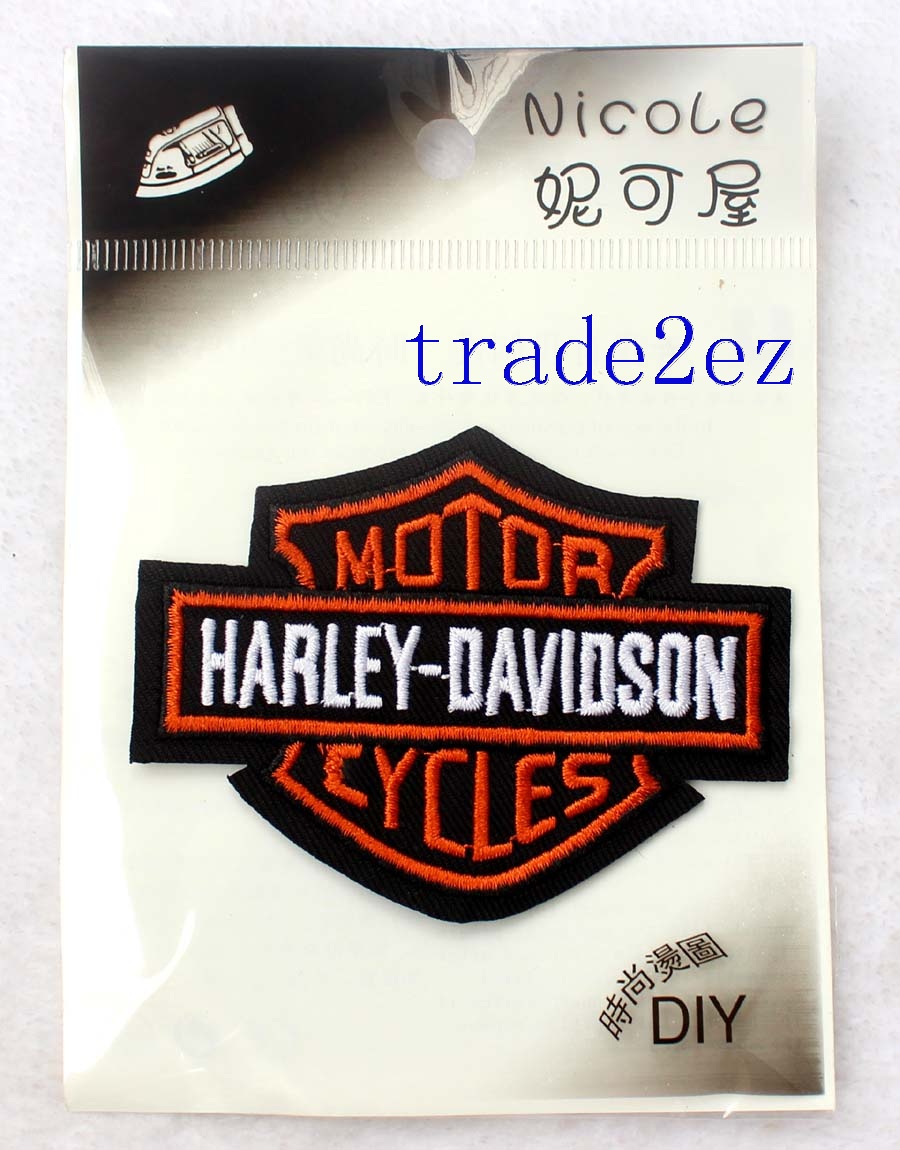 Nicole
妮可屋
trade2ez
MOTOR
HARLEY-DAVIDSON
CYCLES
時尚燙圖
DIY